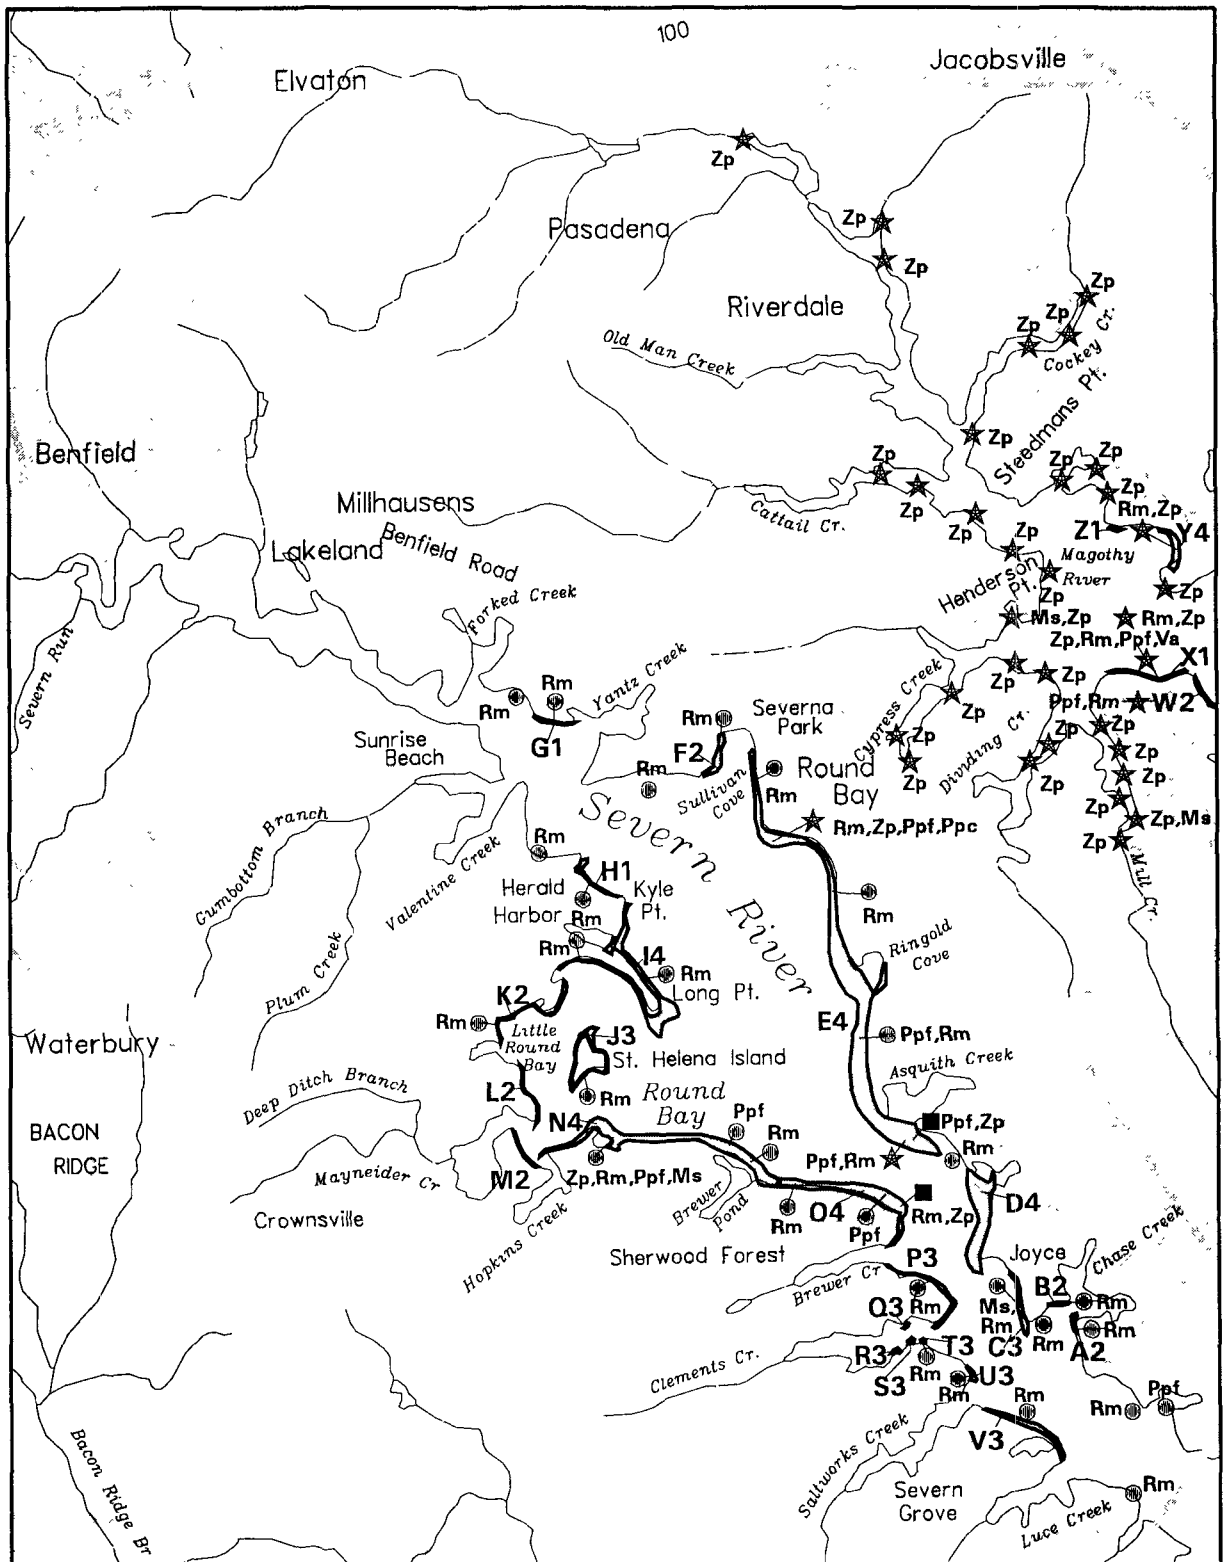 100
Jacobsville
Elvaton
Zp
Zp
Pasadena
Zp
Zp
Riverdale
Zp
Zp
Cockey Cr.
Old Man Creek
Steedmans Pt.
Zp
Benfield
Zp
Zp
Zp
Zp
Millhausens
Zp
Cattail Cr.
Rm,Zp
Zp
Zp
Z1
Y4
Benfield Road
Lakeland
Magothy
River
Henderson
Pt.
Zp
Zp
Forked Creek
Ms,Zp
Rm,Zp
Zp,Rm,Ppf,Va
X1
Severn Run
Yantz Creek
Cypress Creek
Zp
Zp
Rm
Rm
Ppf,Rm
W2
Zp
Severna
Park
Rm
G1
Sunrise
Beach
F2
Zp
Zp
Zp
Zp
Dividing Cr.
Rm
Sullivan
Cove
Round
Bay
Zp
Zp
Zp
Rm
Zp
Zp,Ms
Severn
River
Rm,Zp,Ppf,Ppc
Zp
Gumbottom Branch
Valentine Creek
Rm
Mill Cr.
H1
Herald
Harbor
Kyle
Pt.
Rm
Rm
Rm
I4
Ringold
Cove
Plum Creek
Rm
Long Pt.
K2
Rm
Little
Round
Bay
J3
E4
Ppf,Rm
Waterbury
St. Helena Island
Asquith Creek
Deep Ditch Branch
L2
Rm
Round
Bay
N4
Ppf
Ppf,Zp
BACON
RIDGE
Rm
Ppf,Rm
Rm
Mayneider Cr
M2
Zp,Rm,Ppf,Ms
Brewer
Pond
D4
Rm,Zp
O4
Rm
Ppf
Crownsville
Hopkins Creek
Sherwood Forest
Joyce
Chase Creek
P3
Brewer Cr
B2
Rm
Q3
Rm
Ms,
Rm
Rm
Rm
R3
T3
C3
A2
S3
Rm
Clements Cr.
U3
Rm
Rm
Ppf
Rm
V3
Saltworks Creek
Bacon Ridge Br
Severn
Grove
Rm
Luce Creek